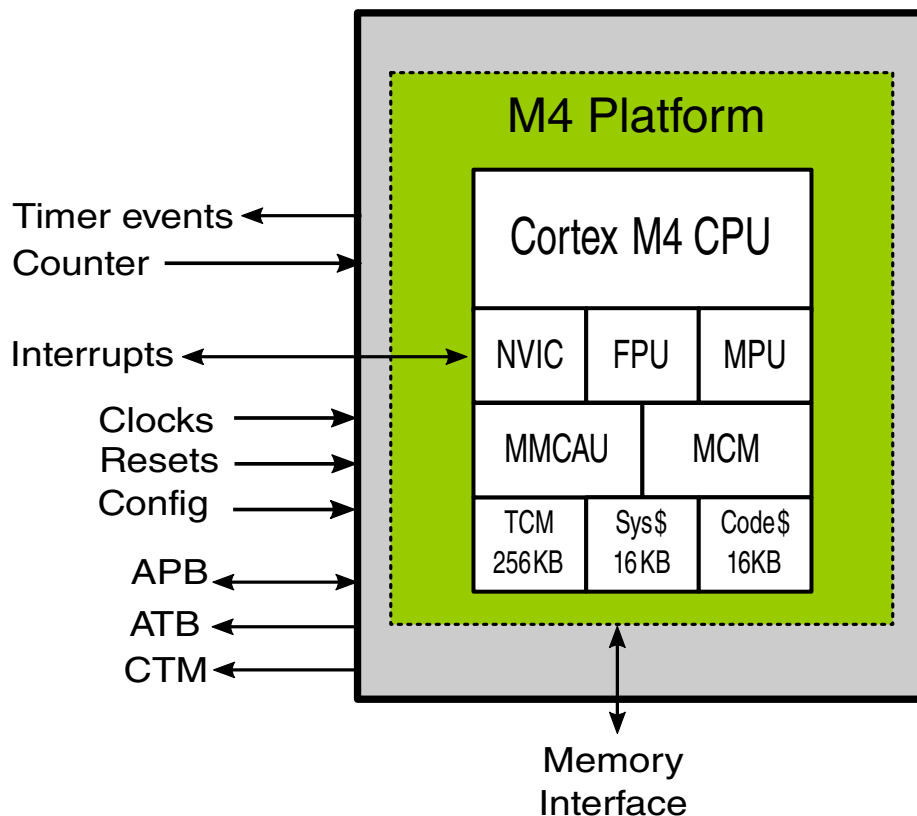 M4 Platform
Cortex M4 CPU
Timer events
Counter
Interrupts
NVIC
FPU
MPU
Clocks
Resets
Config
MMCAU
MCM
TCM
256KB
Sys$
16KB
Code$
16KB
APB
ATB
CTM
Memory
Interface